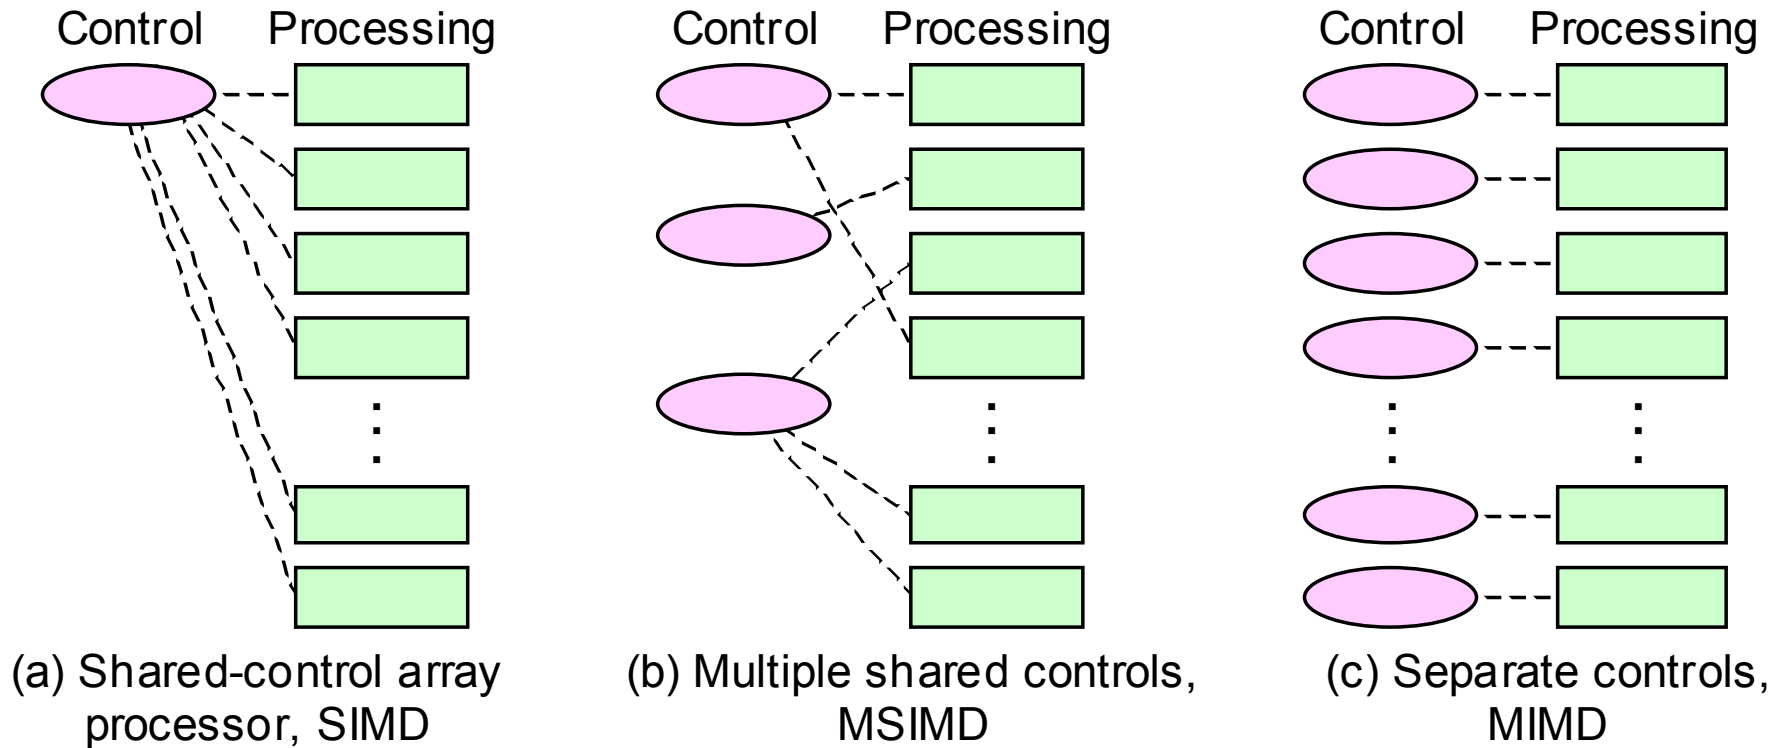 Control Processing
Control Processing
Control Processing
(a) Shared-control array
processor, SIMD
(b) Multiple shared controls,
MSIMD
(c) Separate controls,
MIMD